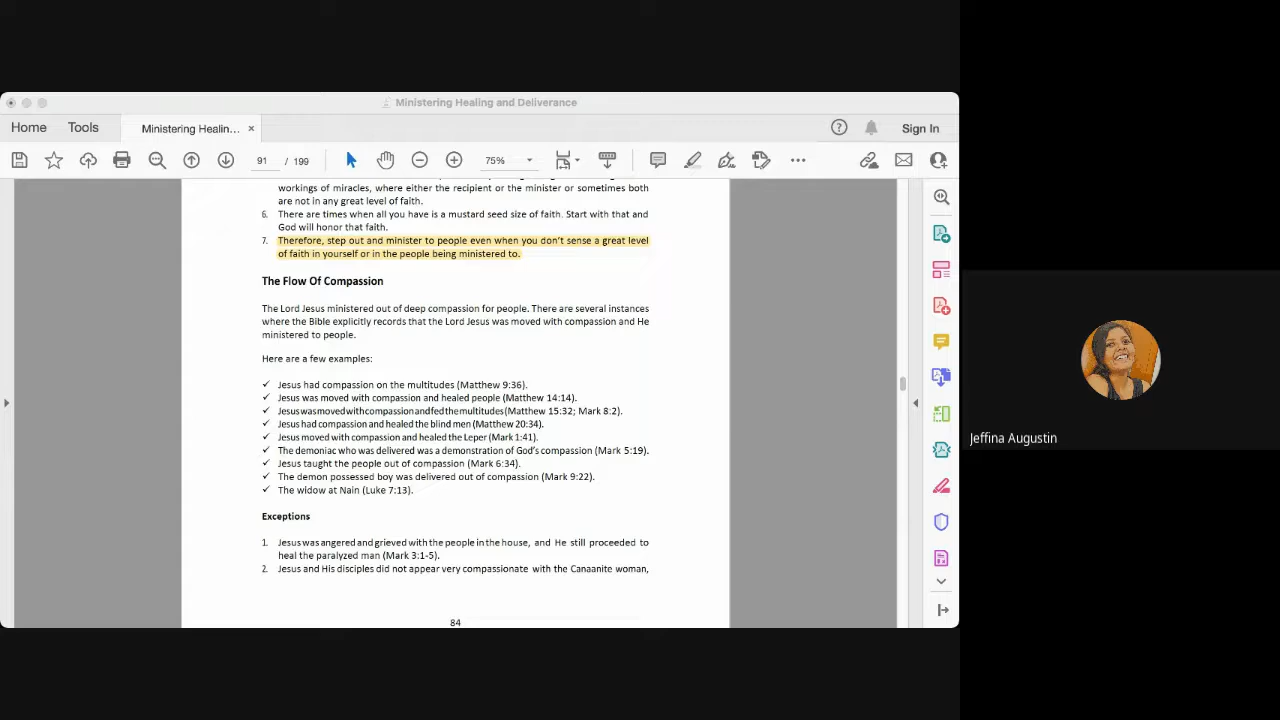 Ministering Healing and Deliverance
Home Tools Ministering Healin... × Sign In
91 / 199 75%
workings of miracles, where either the recipient or the minister or sometimes both
are not in any great level of faith.
6. There are times when all you have is a mustard seed size of faith. Start with that and
God will honor that faith.
7. Therefore, step out and minister to people even when you don't sense a great level
of faith in yourself or in the people being ministered to.
The Flow Of Compassion
The Lord Jesus ministered out of deep compassion for people. There are several instances
where the Bible explicitly records that the Lord Jesus was moved with compassion and He
ministered to people.
Here are a few examples:
✓ Jesus had compassion on the multitudes (Matthew 9:36).
✓ Jesus was moved with compassion and healed people (Matthew 14:14).
✓ Jesus was moved with compassion and fed the multitudes (Matthew 15:32; Mark 8:2).
✓ Jesus had compassion and healed the blind men (Matthew 20:34).
✓ Jesus moved with compassion and healed the Leper (Mark 1:41).
✓ The demoniac who was delivered was a demonstration of God's compassion (Mark 5:19).
✓ Jesus taught the people out of compassion (Mark 6:34).
✓ The demon possessed boy was delivered out of compassion (Mark 9:22).
✓ The widow at Nain (Luke 7:13).
Exceptions
1. Jesus was angered and grieved with the people in the house, and He still proceeded to
heal the paralyzed man (Mark 3:1-5).
2. Jesus and His disciples did not appear very compassionate with the Canaanite woman,
84
Jeffina Augustin